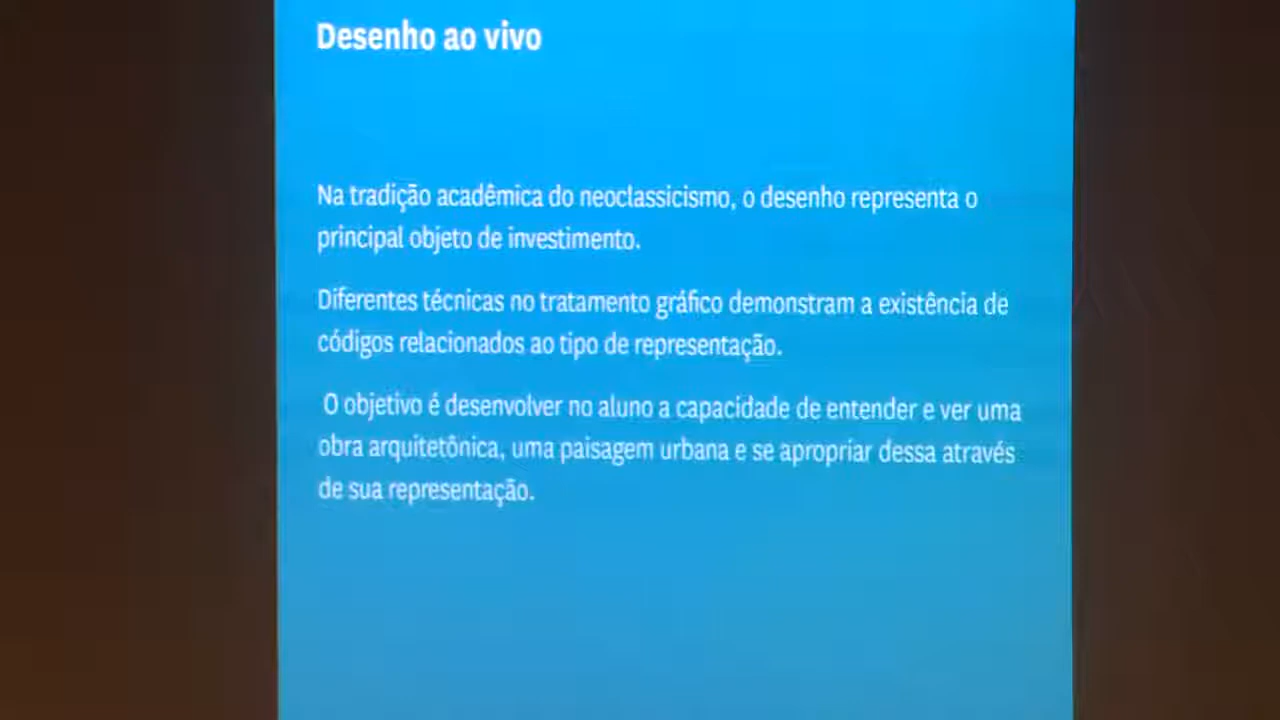 Desenho ao vivo
Na tradição acadêmica do neoclassicismo, o desenho representa o
principal objeto de investimento.
Diferentes técnicas no tratamento gráfico demonstram a existência de
códigos relacionados ao tipo de representação.
O objetivo é desenvolver no aluno a capacidade de entender e ver uma
obra arquitetônica, uma paisagem urbana e se apropriar dessa através
de sua representação.